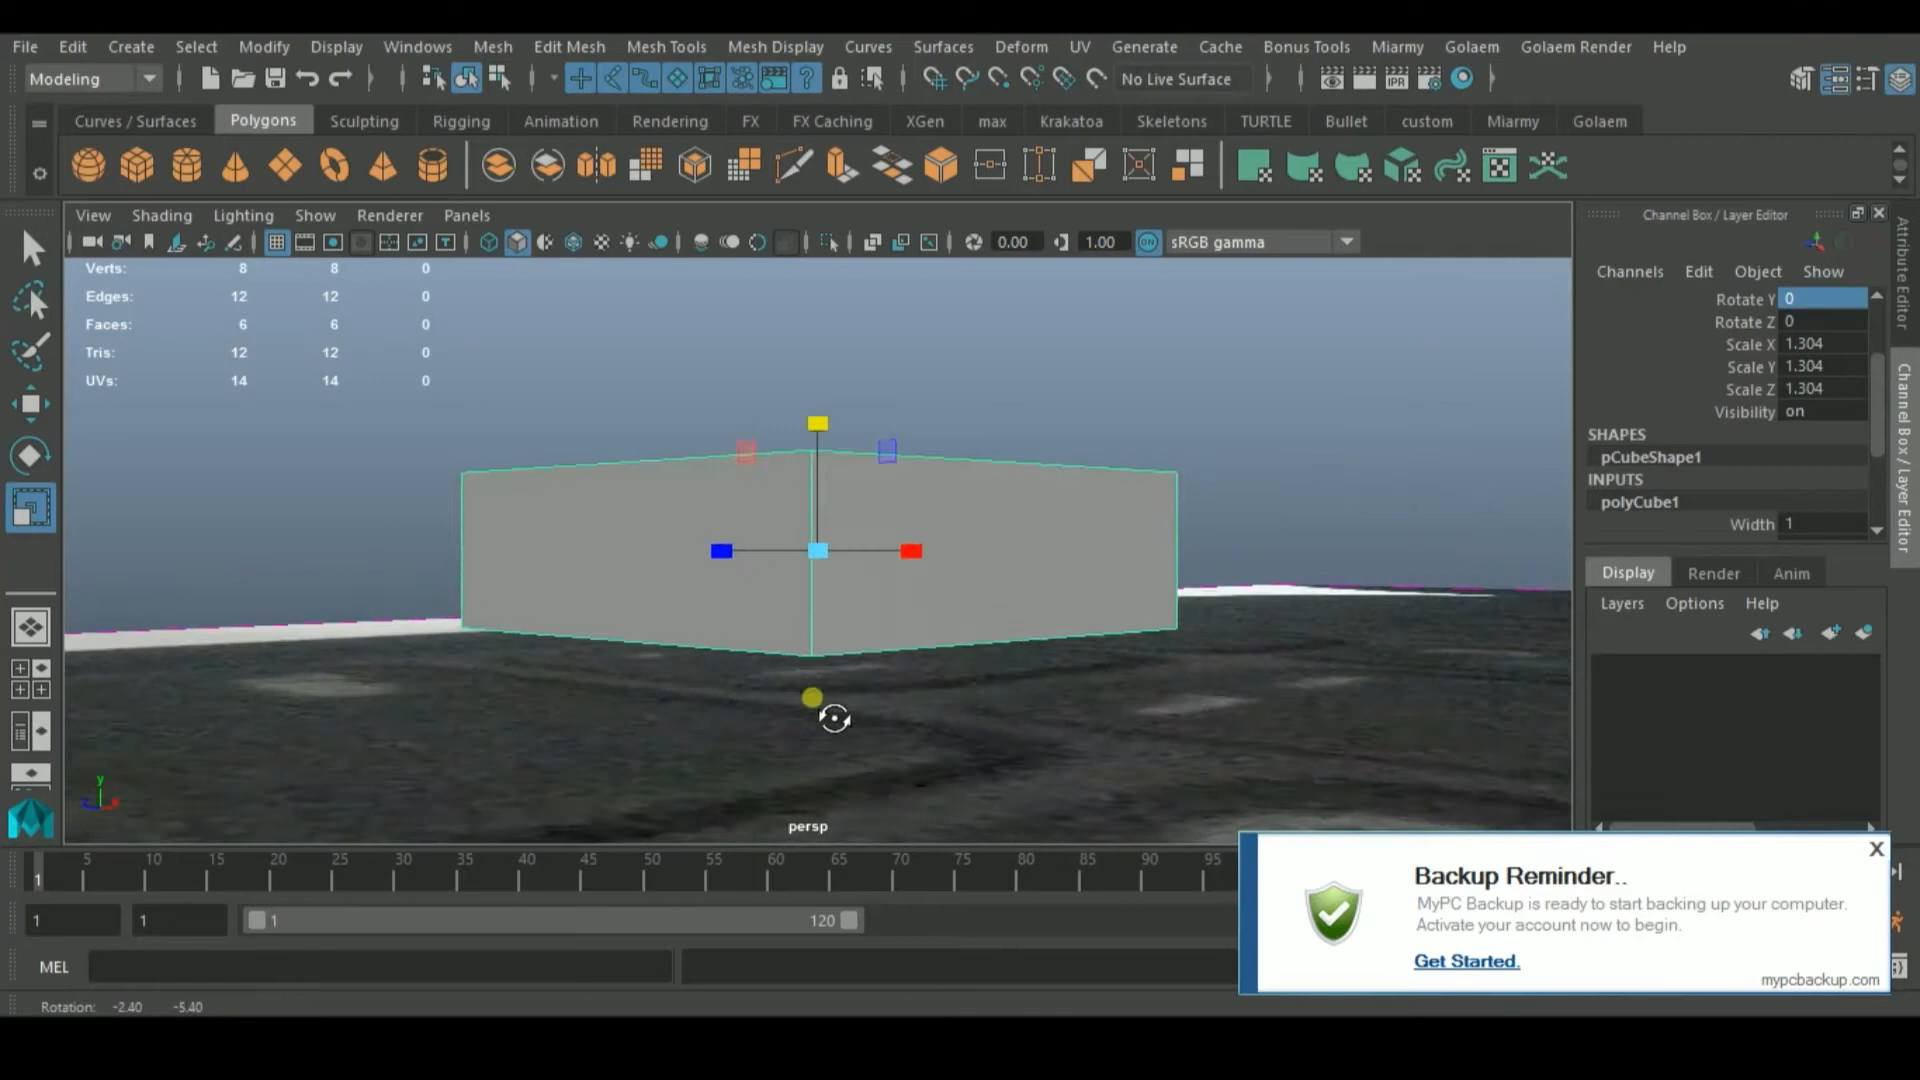 File Edit Create Select Modify Display Windows Mesh Edit Mesh Mesh Tools Mesh Display Curves Surfaces Deform UV Generate Cache Bonus Tools Miarmy Golaem Golaem Render Help
Modeling No Live Surface IPR
Curves / Surfaces Polygons Sculpting Rigging Animation Rendering FX FX Caching XGen max Krakatoa Skeletons TURTLE Bullet custom Miarmy Golaem
View Shading Lighting Show Renderer Panels
0.00 1.00 ON sRGB gamma
Verts: 8 8 0
Edges: 12 12 0
Faces: 6 6 0
Tris: 12 12 0
UVs: 14 14 0
y
persp
Channel Box / Layer Editor
Channels Edit Object Show
Rotate Y 0
Rotate Z 0
Scale X 1.304
Scale Y 1.304
Scale Z 1.304
Visibility on
SHAPES
pCubeShape1
INPUTS
polyCube1
Width 1
Display Render Anim
Layers Options Help
Attribute Editor
Channel Box / Layer Editor
5 10 15 20 25 30 35 40 45 50 55 60 65 70 75 80 85 90 95
1
1 1 1 120
MEL
Rotation: -2.40 -5.40
X
Backup Reminder..
MyPC Backup is ready to start backing up your computer.
Activate your account now to begin.
Get Started.
mypcbackup.com